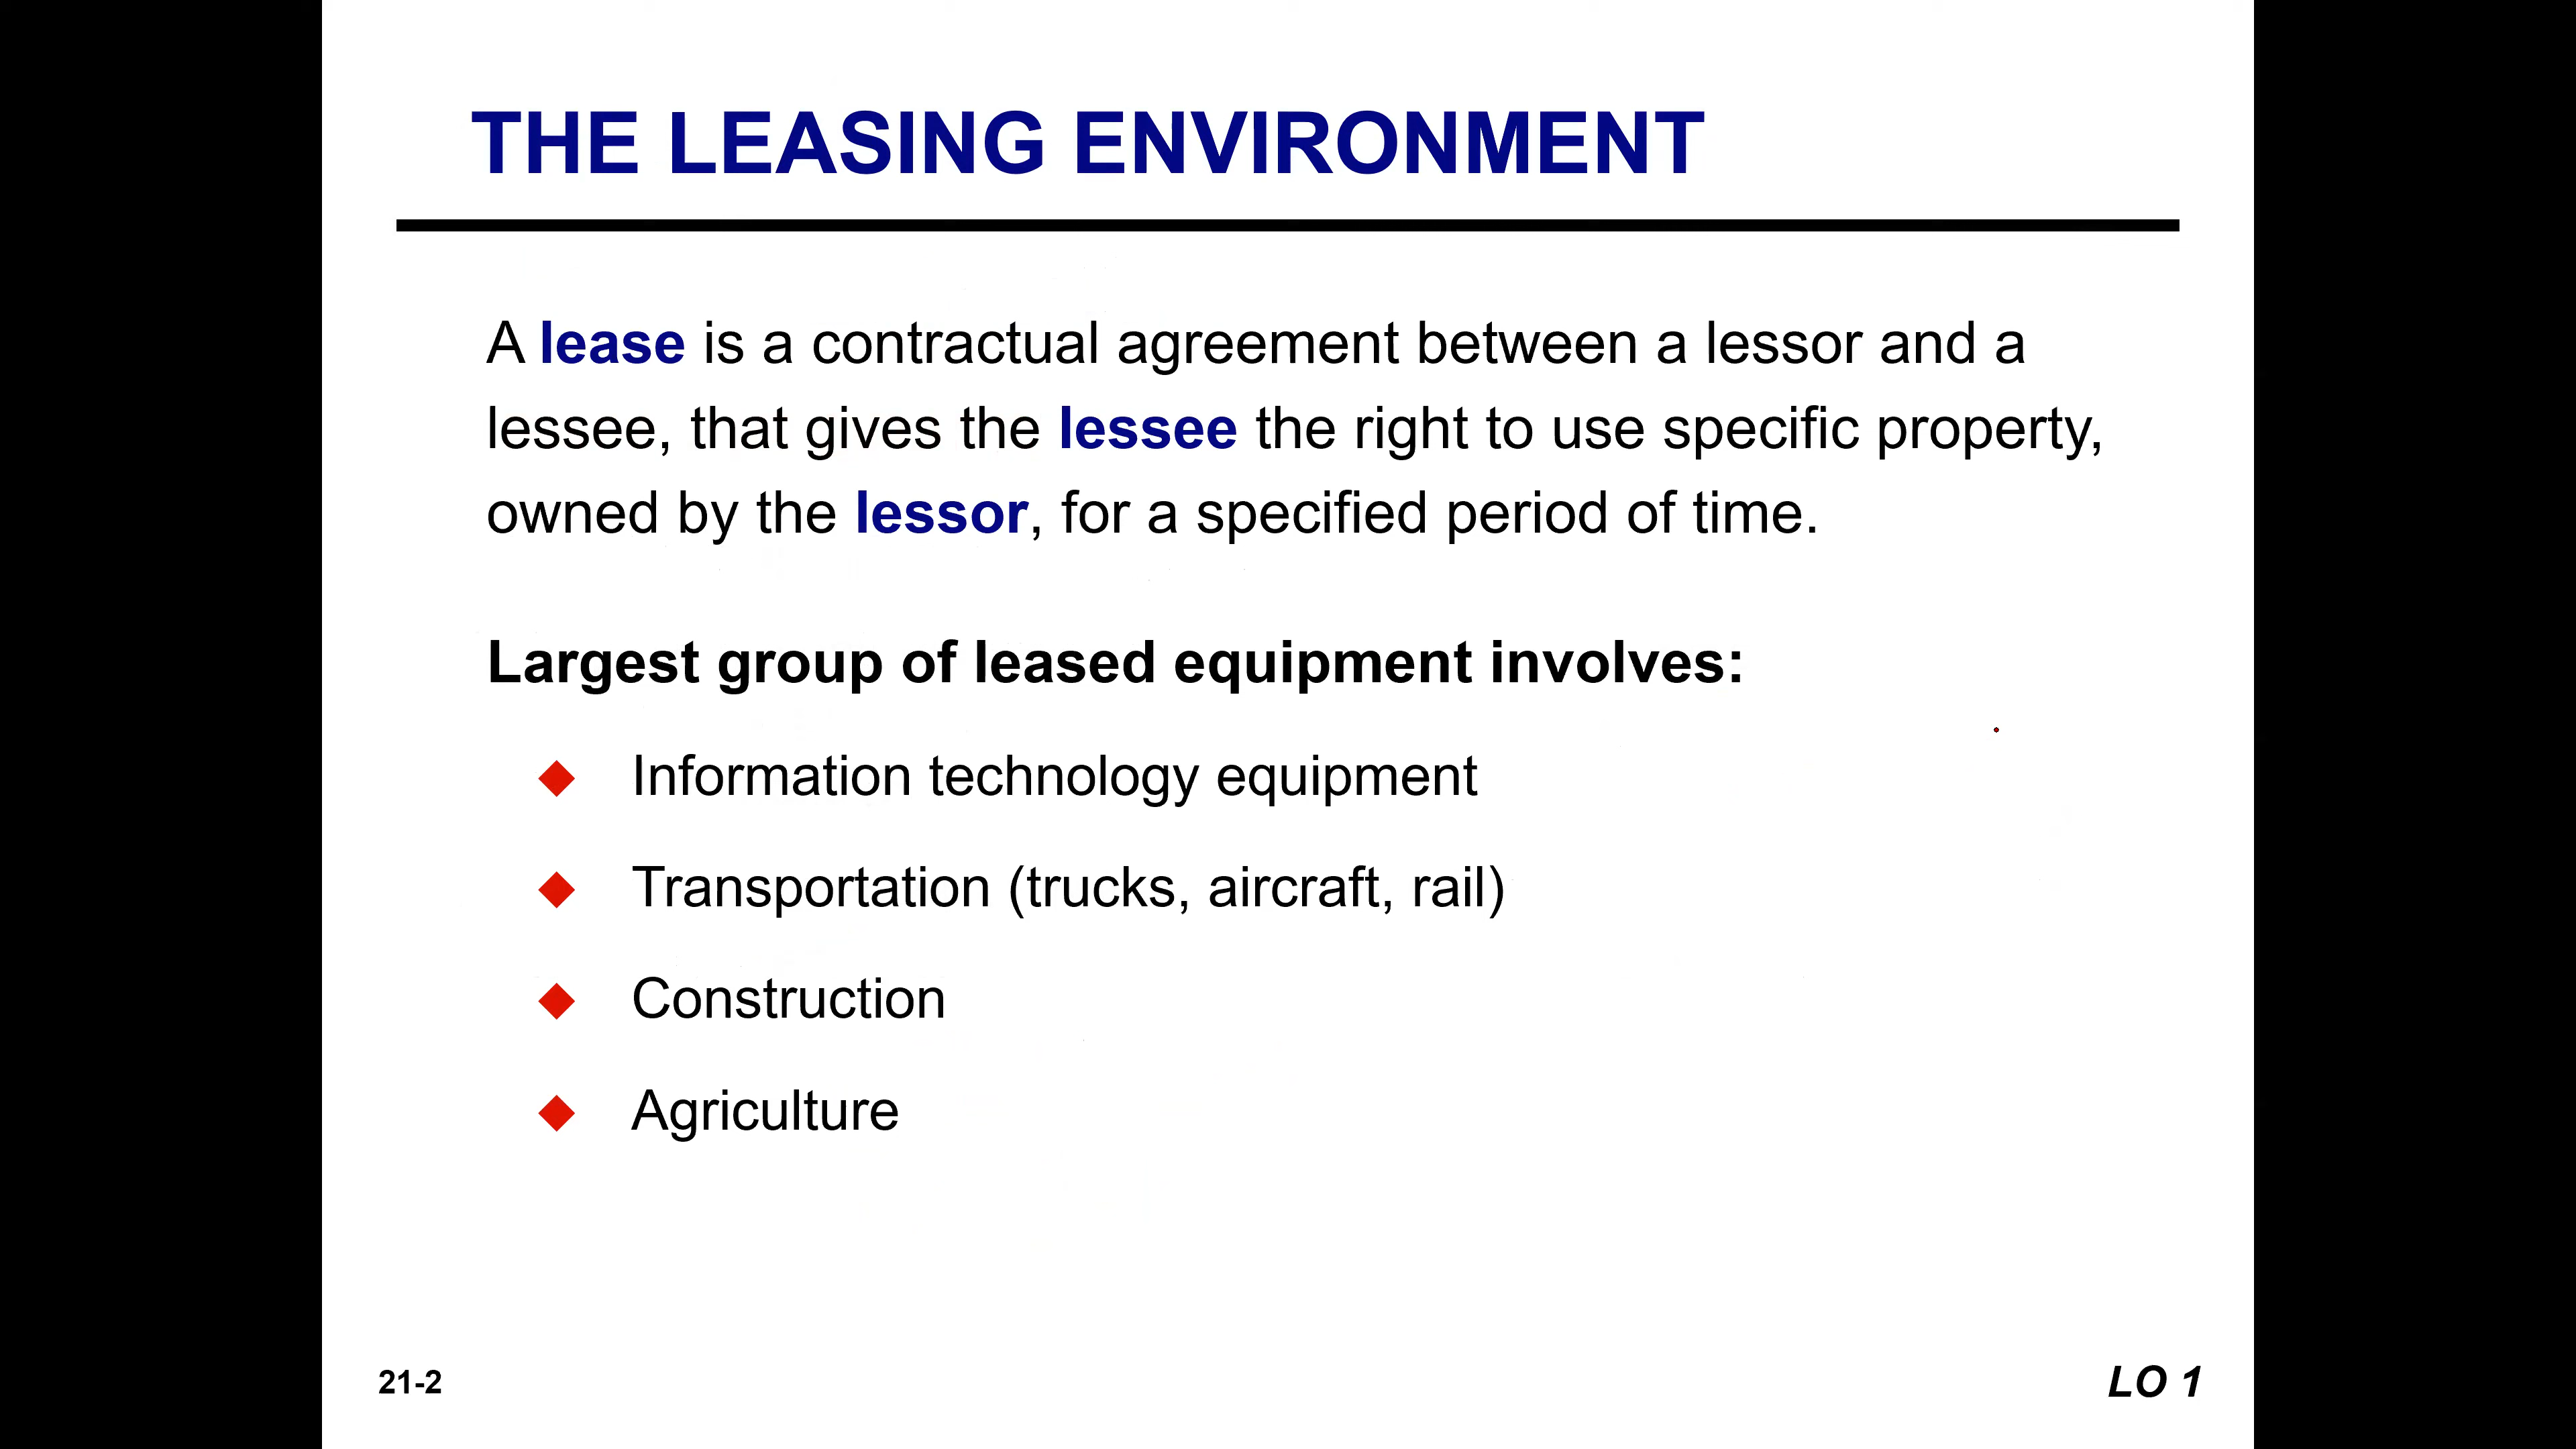 THE LEASING ENVIRONMENT
A lease is a contractual agreement between a lessor and a
lessee, that gives the lessee the right to use specific property,
owned by the lessor, for a specified period of time.
Largest group of leased equipment involves:
Information technology equipment
Transportation (trucks, aircraft, rail)
Construction
Agriculture
21-2
LO 1